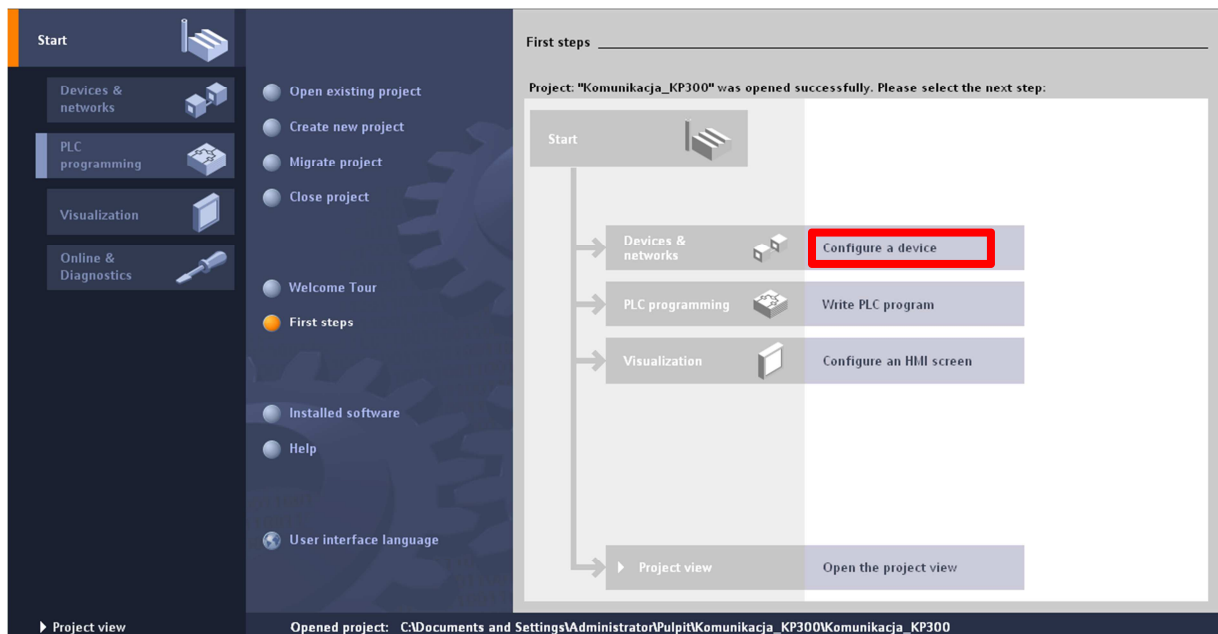 Start
Devices &
networks
PLC
programming
Visualization
Online &
Diagnostics
Open existing project
Create new project
Migrate project
Close project
Welcome Tour
First steps
Installed software
Help
User interface language
First steps
Project: "Komunikacja_KP300" was opened successfully. Please select the next step:
Start
Devices &
networks
Configure a device
PLC programming
Write PLC program
Visualization
Configure an HMI screen
Project view
Open the project view
Project view
Opened project: C:\Documents and Settings\Administrator\Pulpit\Komunikacja_KP300\Komunikacja_KP300